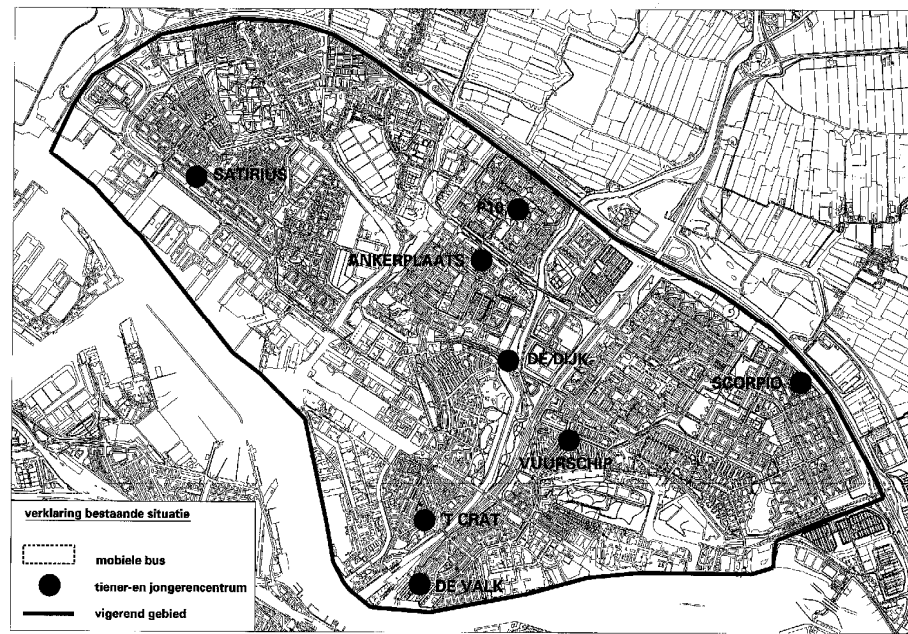 SATIRIUS
ANKERPLAATS
DE DIJK
SCORPIO
VUURSCHIP
'T CRAT
DE VALK
verklaring bestaande situatie
mobiele bus
tiener-en jongerencentrum
vigerend gebied